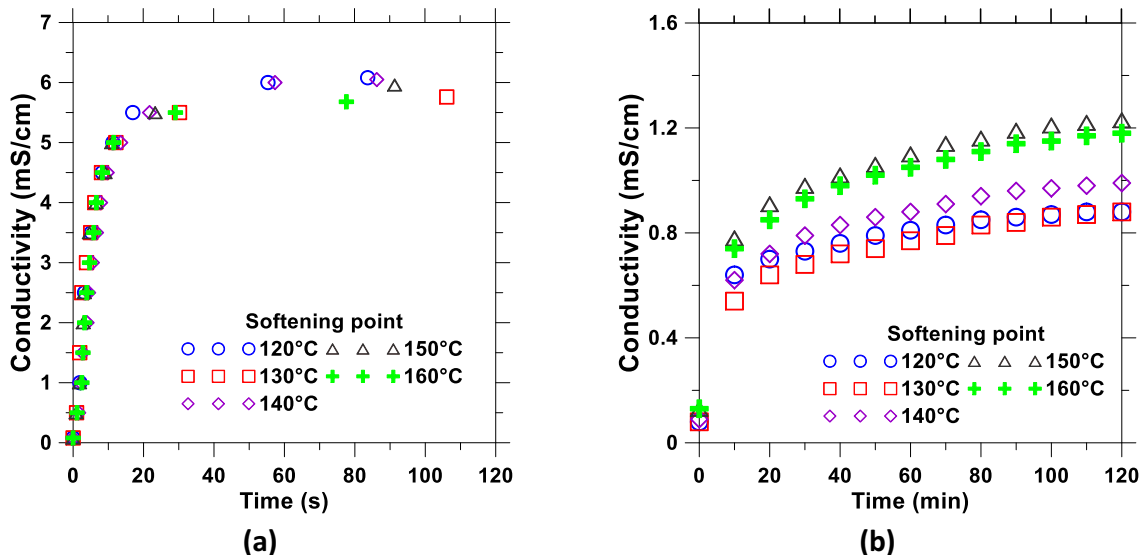 Conductivity (mS/cm)
7
6
5
4
3
2
1
0
Softening point
120°C 150°C
130°C 160°C
140°C
0 20 40 60 80 100 120
Time (s)
(a)
Conductivity (mS/cm)
1.6
1.2
0.8
0.4
0
Softening point
120°C 150°C
130°C 160°C
140°C
0 20 40 60 80 100 120
Time (min)
(b)